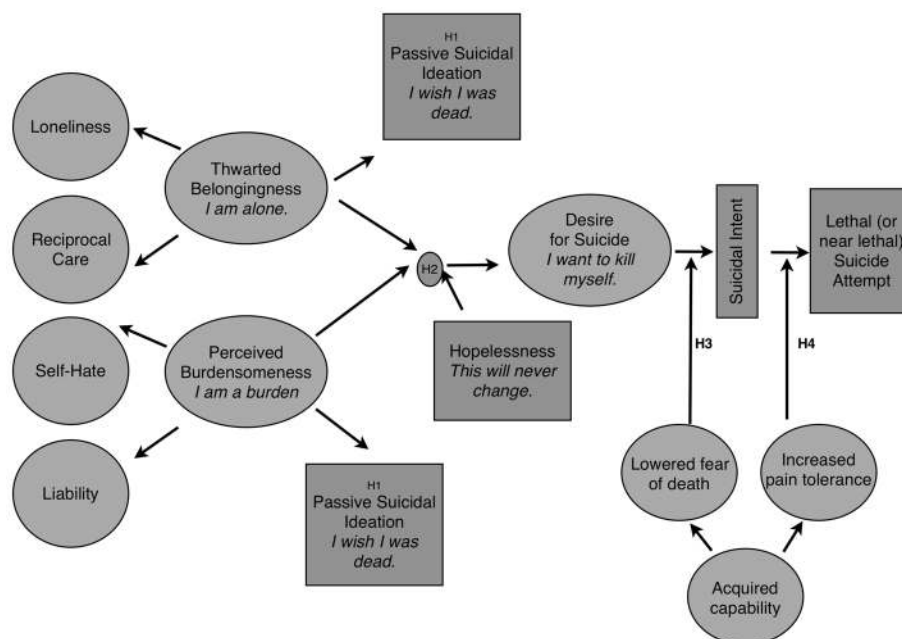 H1
Passive Suicidal
Ideation
I wish I was
dead.
Loneliness
Thwarted
Belongingness
I am alone.
Reciprocal
Care
Desire
for Suicide
I want to kill
myself.
Suicidal Intent
Lethal (or
near lethal)
Suicide
Attempt
H2
Self-Hate
Perceived
Burdensomeness
I am a burden
Hopelessness
This will never
change.
H3
H4
Liability
H1
Passive Suicidal
Ideation
I wish I was
dead.
Lowered fear
of death
Increased
pain tolerance
Acquired
capability